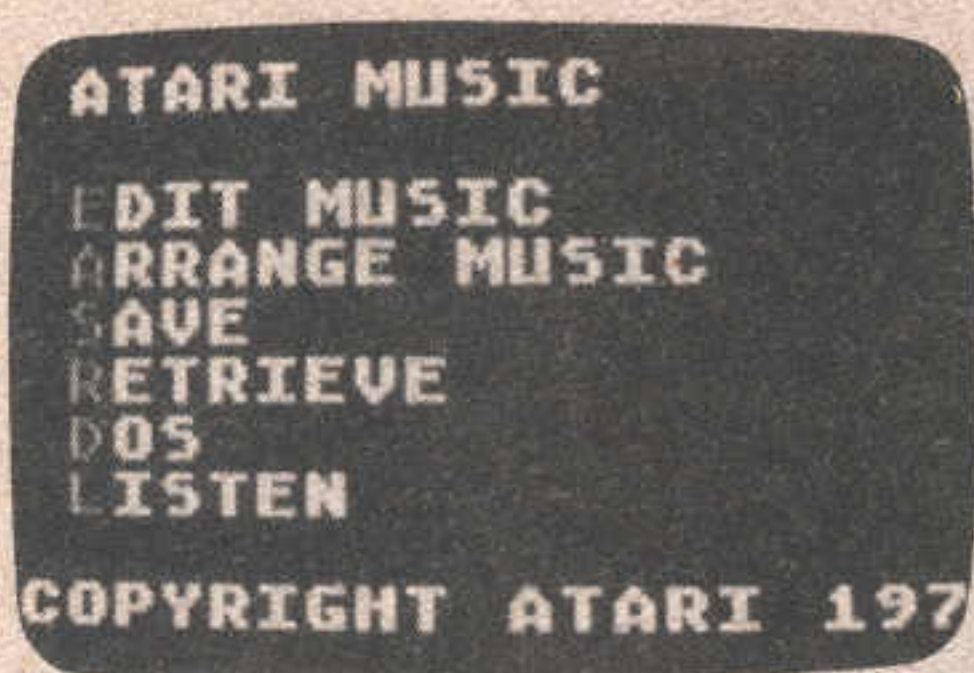 ATARI MUSIC
EDIT MUSIC
ARRANGE MUSIC
SAVE
RETRIEVE
DOS
LISTEN
COPYRIGHT ATARI 197